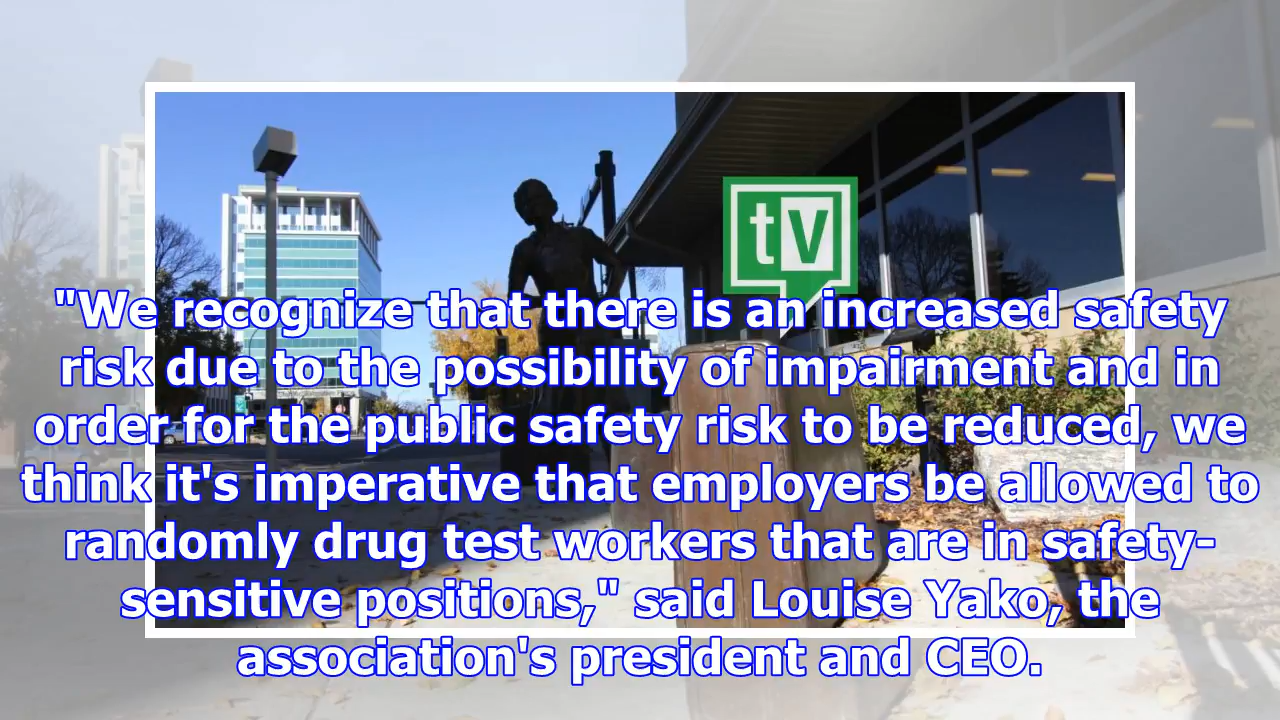 tV
"We recognize that there is an increased safety
risk due to the possibility of impairment and in
order for the public safety risk to be reduced, we
think it's imperative that employers be allowed to
randomly drug test workers that are in safety-
sensitive positions," said Louise Yako, the
association's president and CEO.